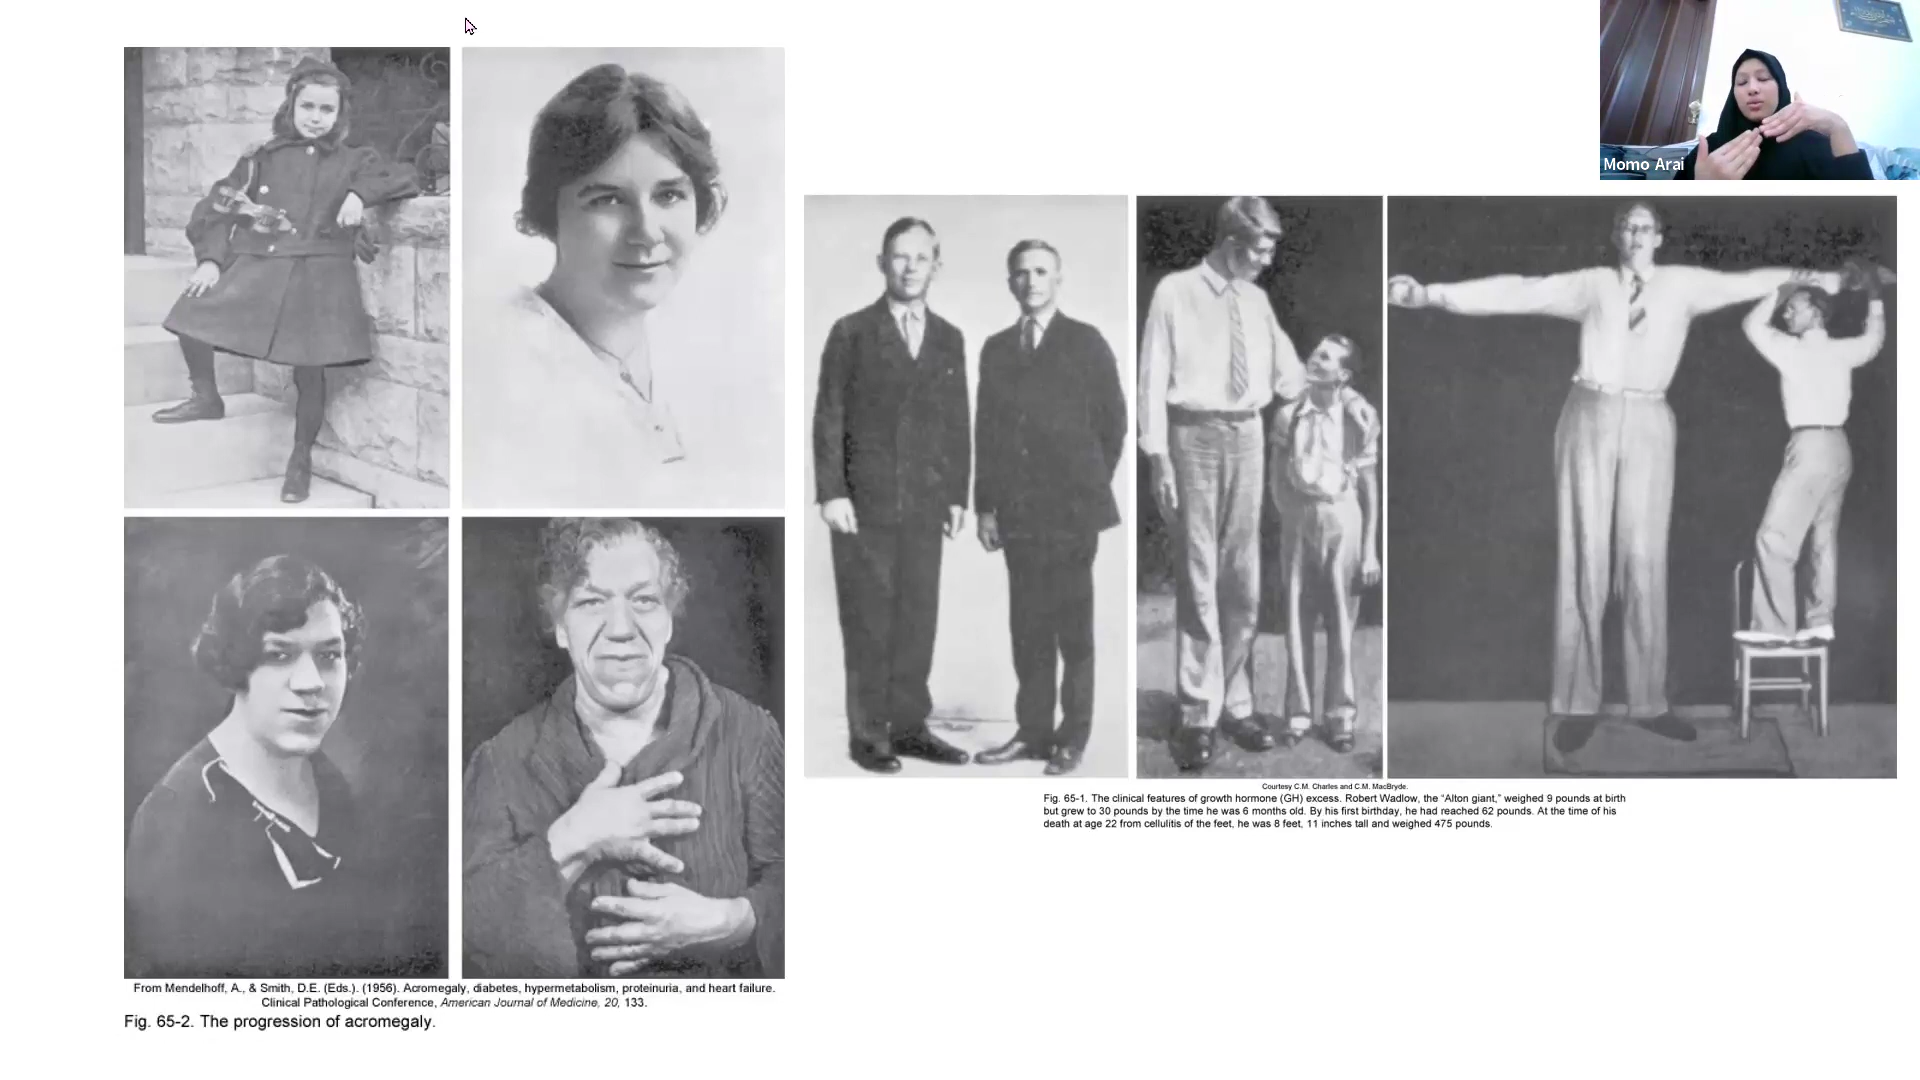 Momo Arai
Courtesy C.M. Charles and C.M. MacBryde.
Fig. 65-1. The clinical features of growth hormone (GH) excess. Robert Wadlow, the “Alton giant,” weighed 9 pounds at birth
but grew to 30 pounds by the time he was 6 months old. By his first birthday, he had reached 62 pounds. At the time of his
death at age 22 from cellulitis of the feet, he was 8 feet, 11 inches tall and weighed 475 pounds.
From Mendelhoff, A., & Smith, D.E. (Eds.). (1956). Acromegaly, diabetes, hypermetabolism, proteinuria, and heart failure.
Clinical Pathological Conference, American Journal of Medicine, 20, 133.
Fig. 65-2. The progression of acromegaly.